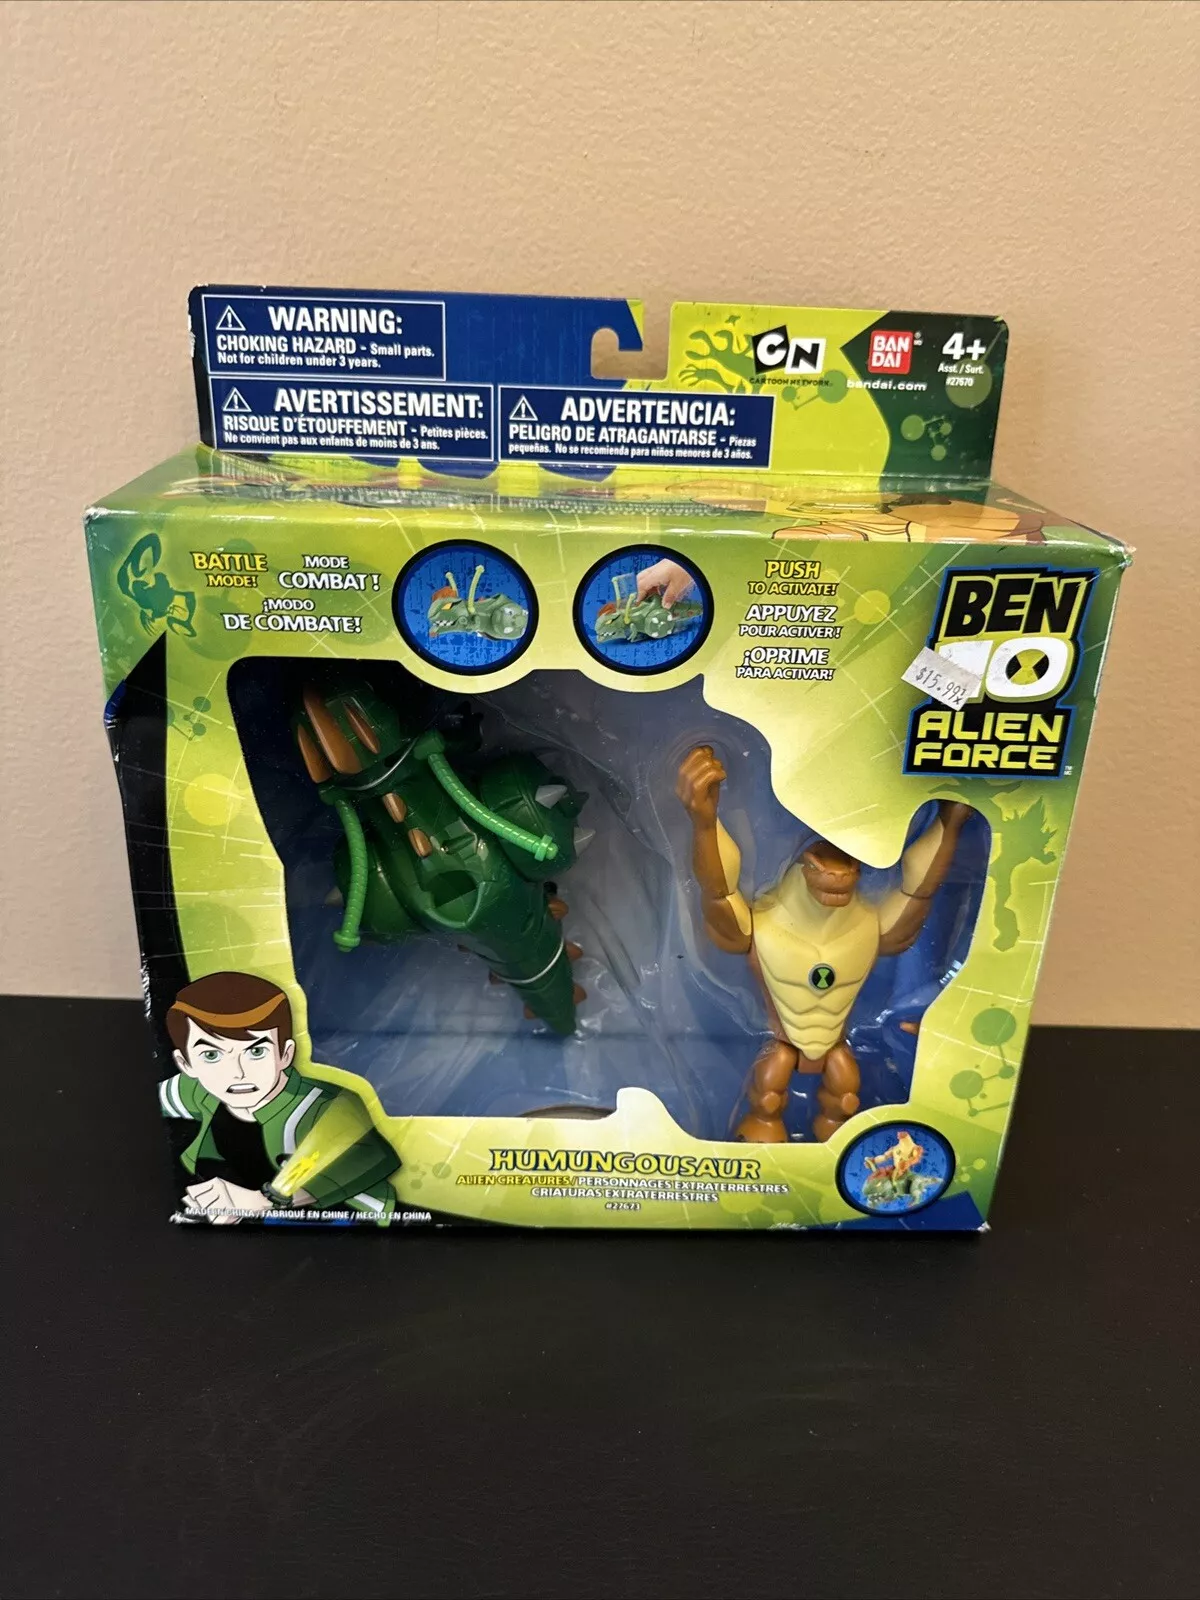 WARNING:
CHOKING HAZARD - Small parts.
Not for children under 3 years.
AVERTISSEMENT:
RISQUE D'ÉTOUFFEMENT - Petites pièces.
Ne convient pas aux enfants de moins de 3 ans.
ADVERTENCIA:
PELIGRO DE ATRAGANTARSE - Piezas
pequeñas. No se recomienda para niños menores de 3 años.
CN
CARTOON NETWORK
BAN
DAI
bandai.com
4+
Asst. / Surt.
#27670
BATTLE
MODE!
MODE
COMBAT !
¡MODO
DE COMBATE!
PUSH
TO ACTIVATE!
APPUYEZ
POUR ACTIVER !
¡OPRIME
PARA ACTIVAR!
BEN
10
$15.99
ALIEN
FORCE
TM
HUMUNGOUSAUR
ALIEN CREATURES / PERSONNAGES EXTRATERRESTRES
CRIATURAS EXTRATERRESTRES
#27673
MADE IN CHINA / FABRIQUÉ EN CHINE / HECHO EN CHINA